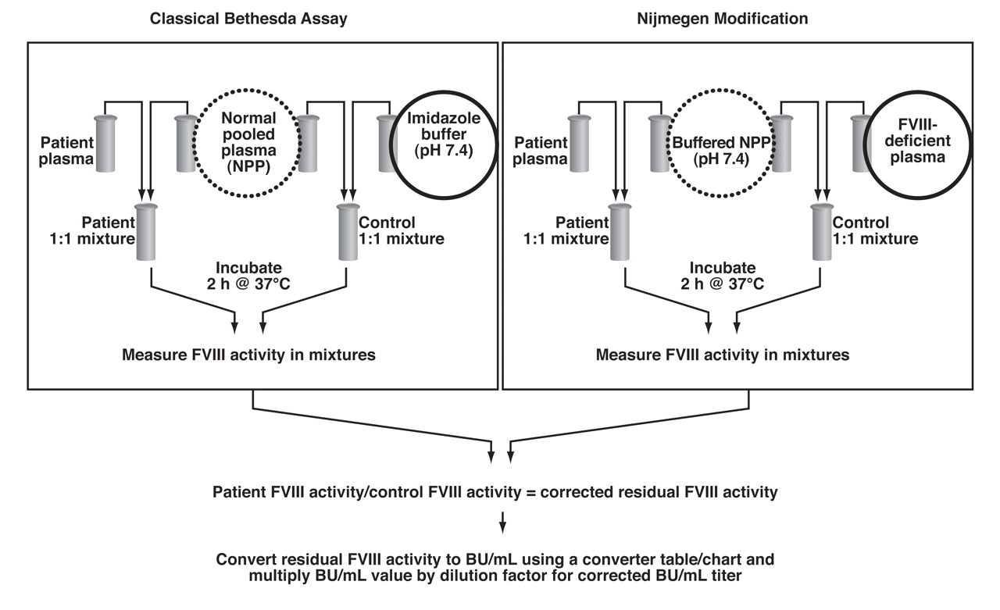 Classical Bethesda Assay
Nijmegen Modification
Patient
plasma
Normal
pooled
plasma
(NPP)
Imidazole
buffer
(pH 7.4)
Patient
1:1 mixture
Control
1:1 mixture
Incubate
2 h @ 37°C
Measure FVIII activity in mixtures
Patient
plasma
Buffered NPP
(pH 7.4)
FVIII-
deficient
plasma
Patient
1:1 mixture
Control
1:1 mixture
Incubate
2 h @ 37°C
Measure FVIII activity in mixtures
Patient FVIII activity/control FVIII activity = corrected residual FVIII activity
Convert residual FVIII activity to BU/mL using a converter table/chart and
multiply BU/mL value by dilution factor for corrected BU/mL titer